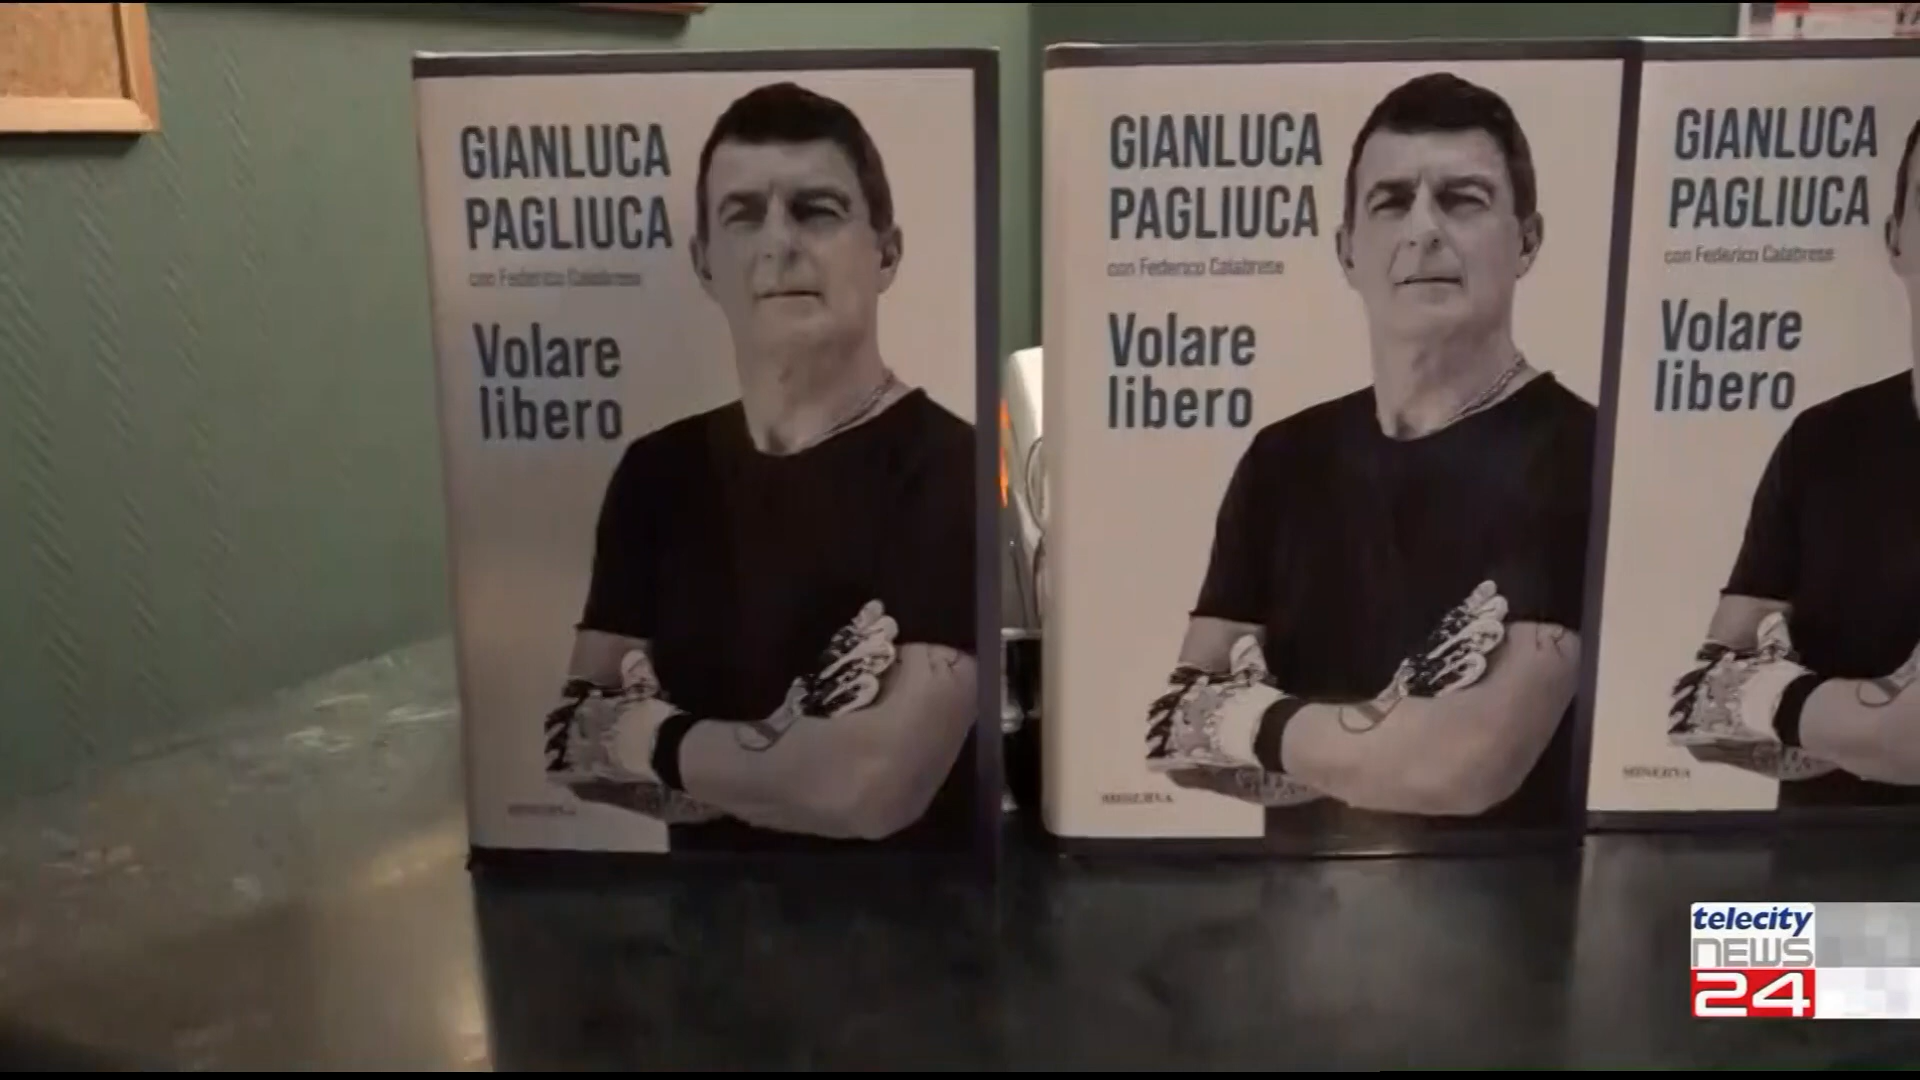 GIANLUCA
PAGLIUCA
con Federico Calabrese
Volare
libero
MINERVA
GIANLUCA
PAGLIUCA
con Federico Calabrese
Volare
libero
MINERVA
GIANLUCA
PAGLIUCA
con Federico Calabrese
Volare
libero
MINERVA
telecity
NEWS
24